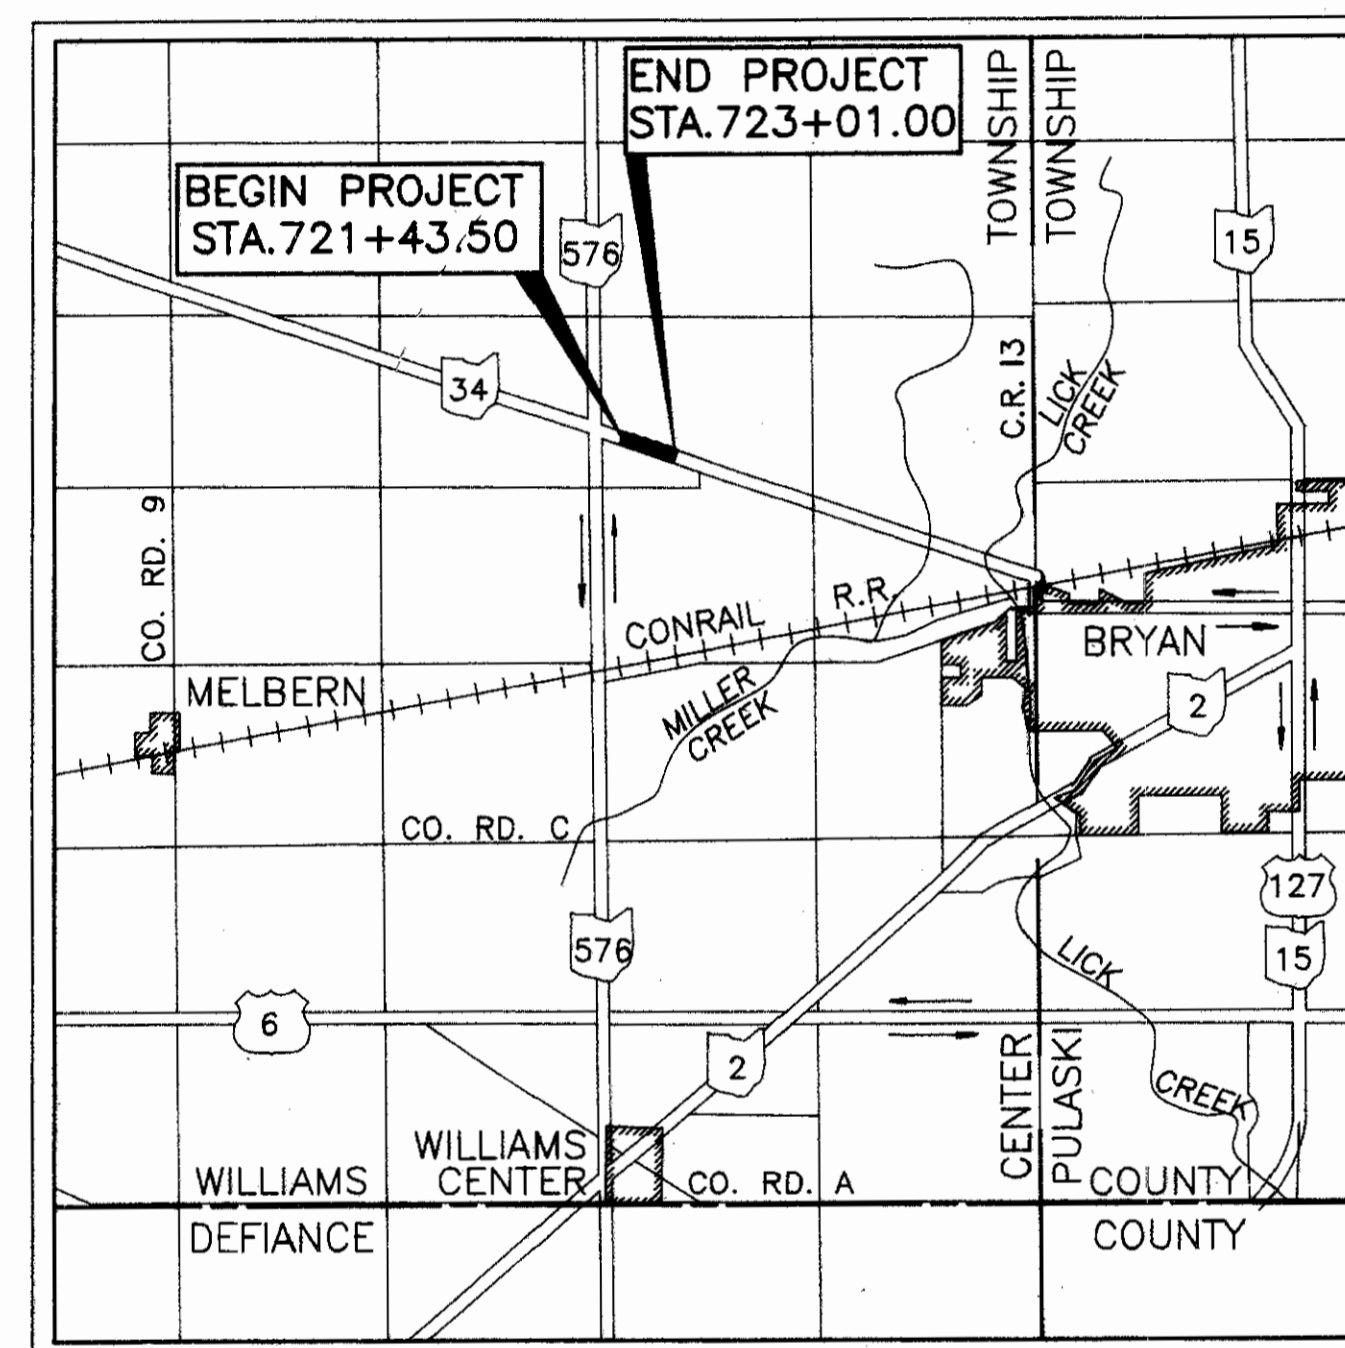 END PROJECT
STA.723+01.00
TOWNSHIP
TOWNSHIP
BEGIN PROJECT
STA.721+43.50
576
15
34
C.R. 13
LICK
CREEK
CO. RD. 9
CONRAIL R.R.
BRYAN
MELBERN
MILLER
CREEK
2
CO. RD. C
127
576
LICK
15
6
2
CENTER
PULASKI
CREEK
WILLIAMS
CENTER
WILLIAMS
CO. RD. A
COUNTY
DEFIANCE
COUNTY